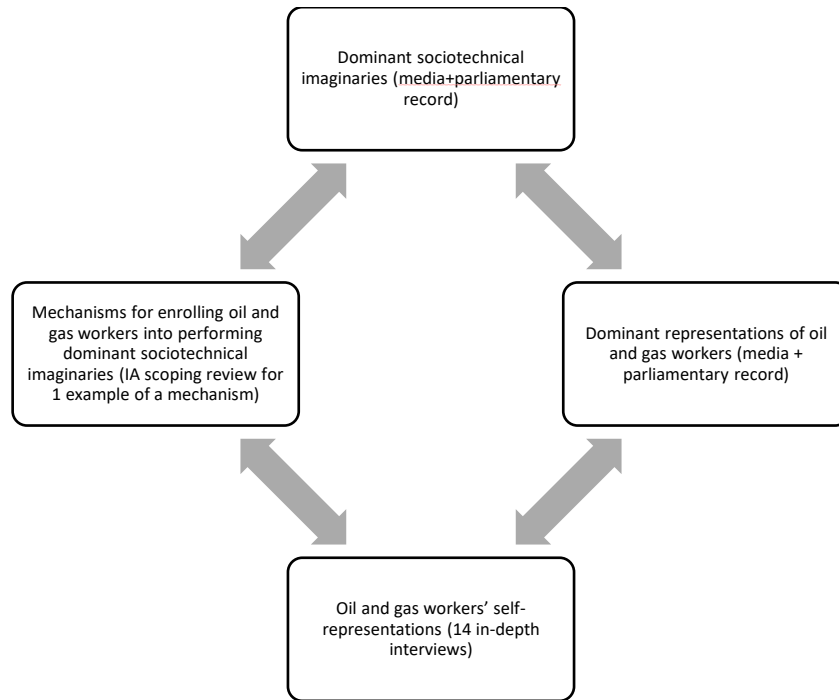 Dominant sociotechnical
imaginaries (media+parliamentary
record)
Mechanisms for enrolling oil and
gas workers into performing
dominant sociotechnical
imaginaries (IA scoping review for
1 example of a mechanism)
Dominant representations of oil
and gas workers (media +
parliamentary record)
Oil and gas workers’ self-
representations (14 in-depth
interviews)